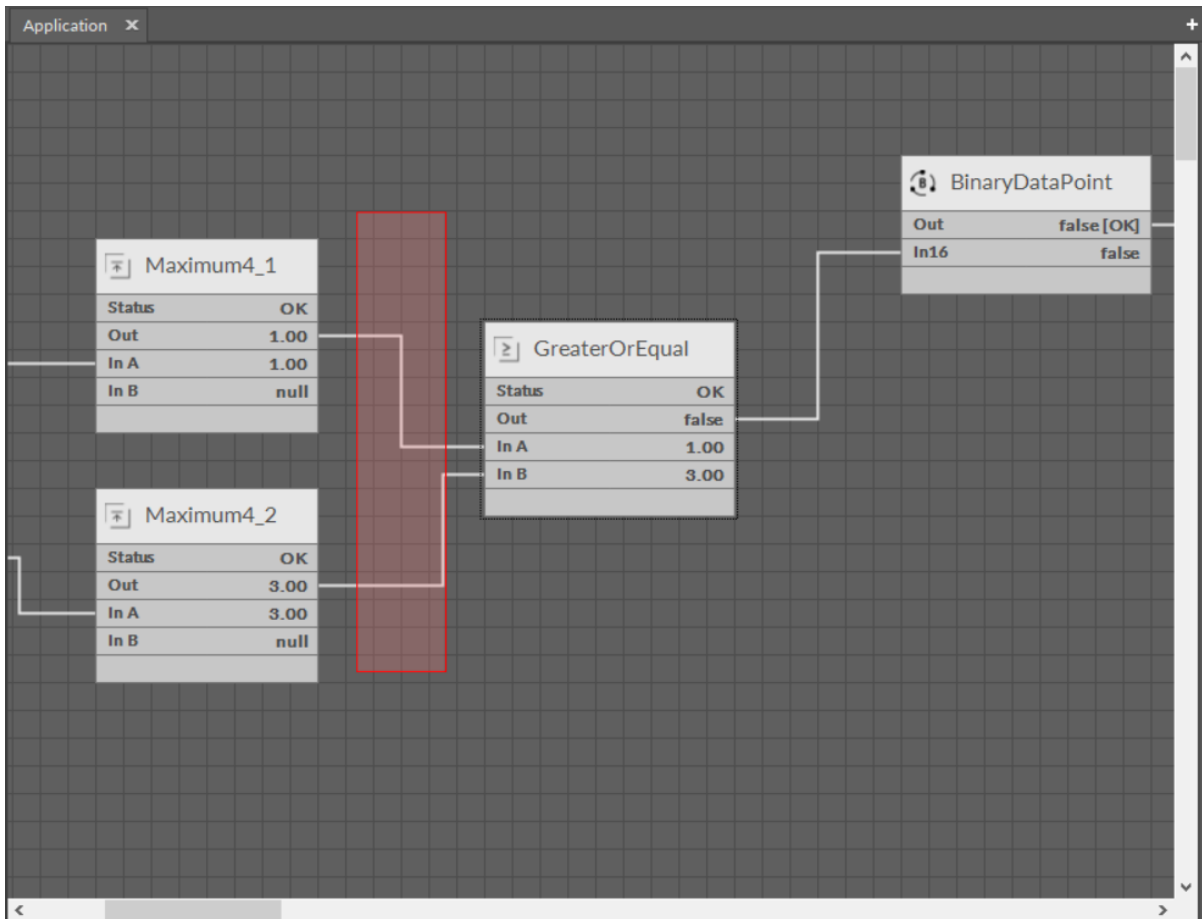 Application
BinaryDataPoint
Out false [OK]
In16 false
Maximum4_1
Status OK
Out 1.00
In A 1.00
In B null
GreaterOrEqual
Status OK
Out false
In A 1.00
In B 3.00
Maximum4_2
Status OK
Out 3.00
In A 3.00
In B null